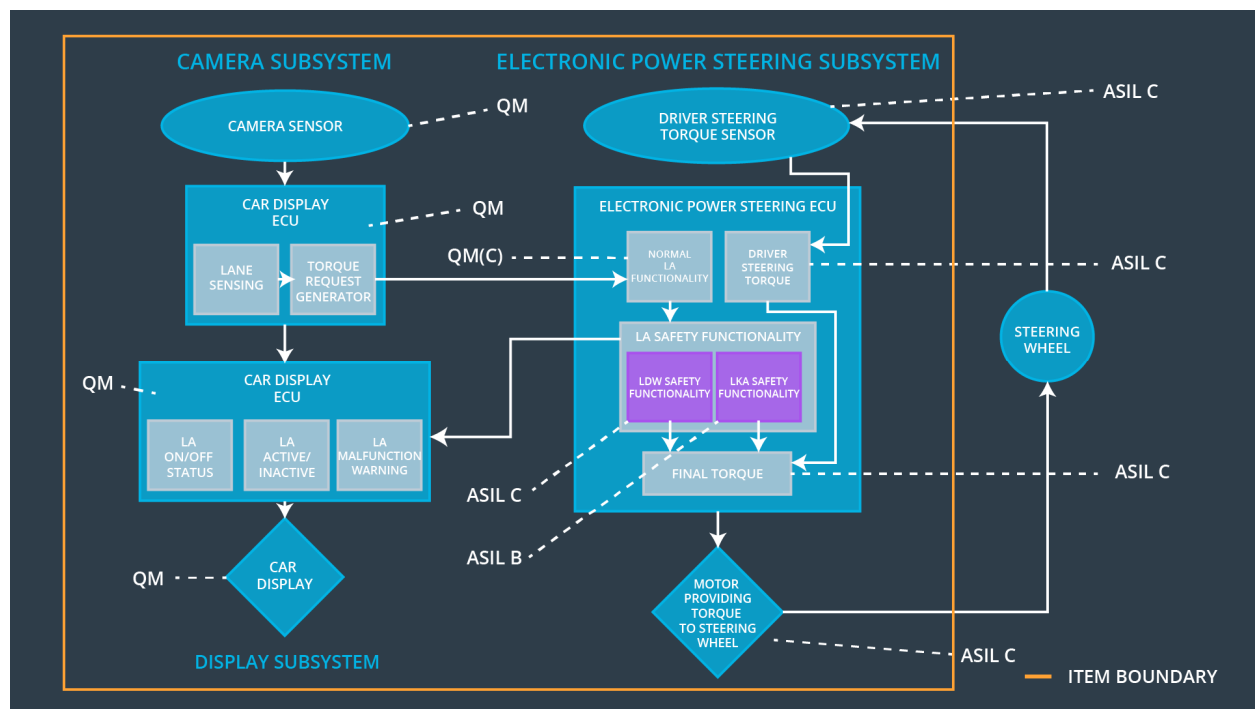 CAMERA SUBSYSTEM
ELECTRONIC POWER STEERING SUBSYSTEM
CAMERA SENSOR
QM
DRIVER STEERING
TORQUE SENSOR
ASIL C
CAR DISPLAY
ECU
QM
LANE
SENSING
TORQUE
REQUEST
GENERATOR
ELECTRONIC POWER STEERING ECU
QM(C)
NORMAL
LA
FUNCTIONALITY
DRIVER
STEERING
TORQUE
ASIL C
LA SAFETY FUNCTIONALITY
LDW SAFETY
FUNCTIONALITY
LKA SAFETY
FUNCTIONALITY
STEERING
WHEEL
QM
CAR DISPLAY
ECU
LA
ON/OFF
STATUS
LA
ACTIVE/
INACTIVE
LA
MALFUNCTION
WARNING
FINAL TORQUE
ASIL C
ASIL C
ASIL B
QM
CAR
DISPLAY
MOTOR
PROVIDING
TORQUE
TO STEERING
WHEEL
ASIL C
DISPLAY SUBSYSTEM
ITEM BOUNDARY